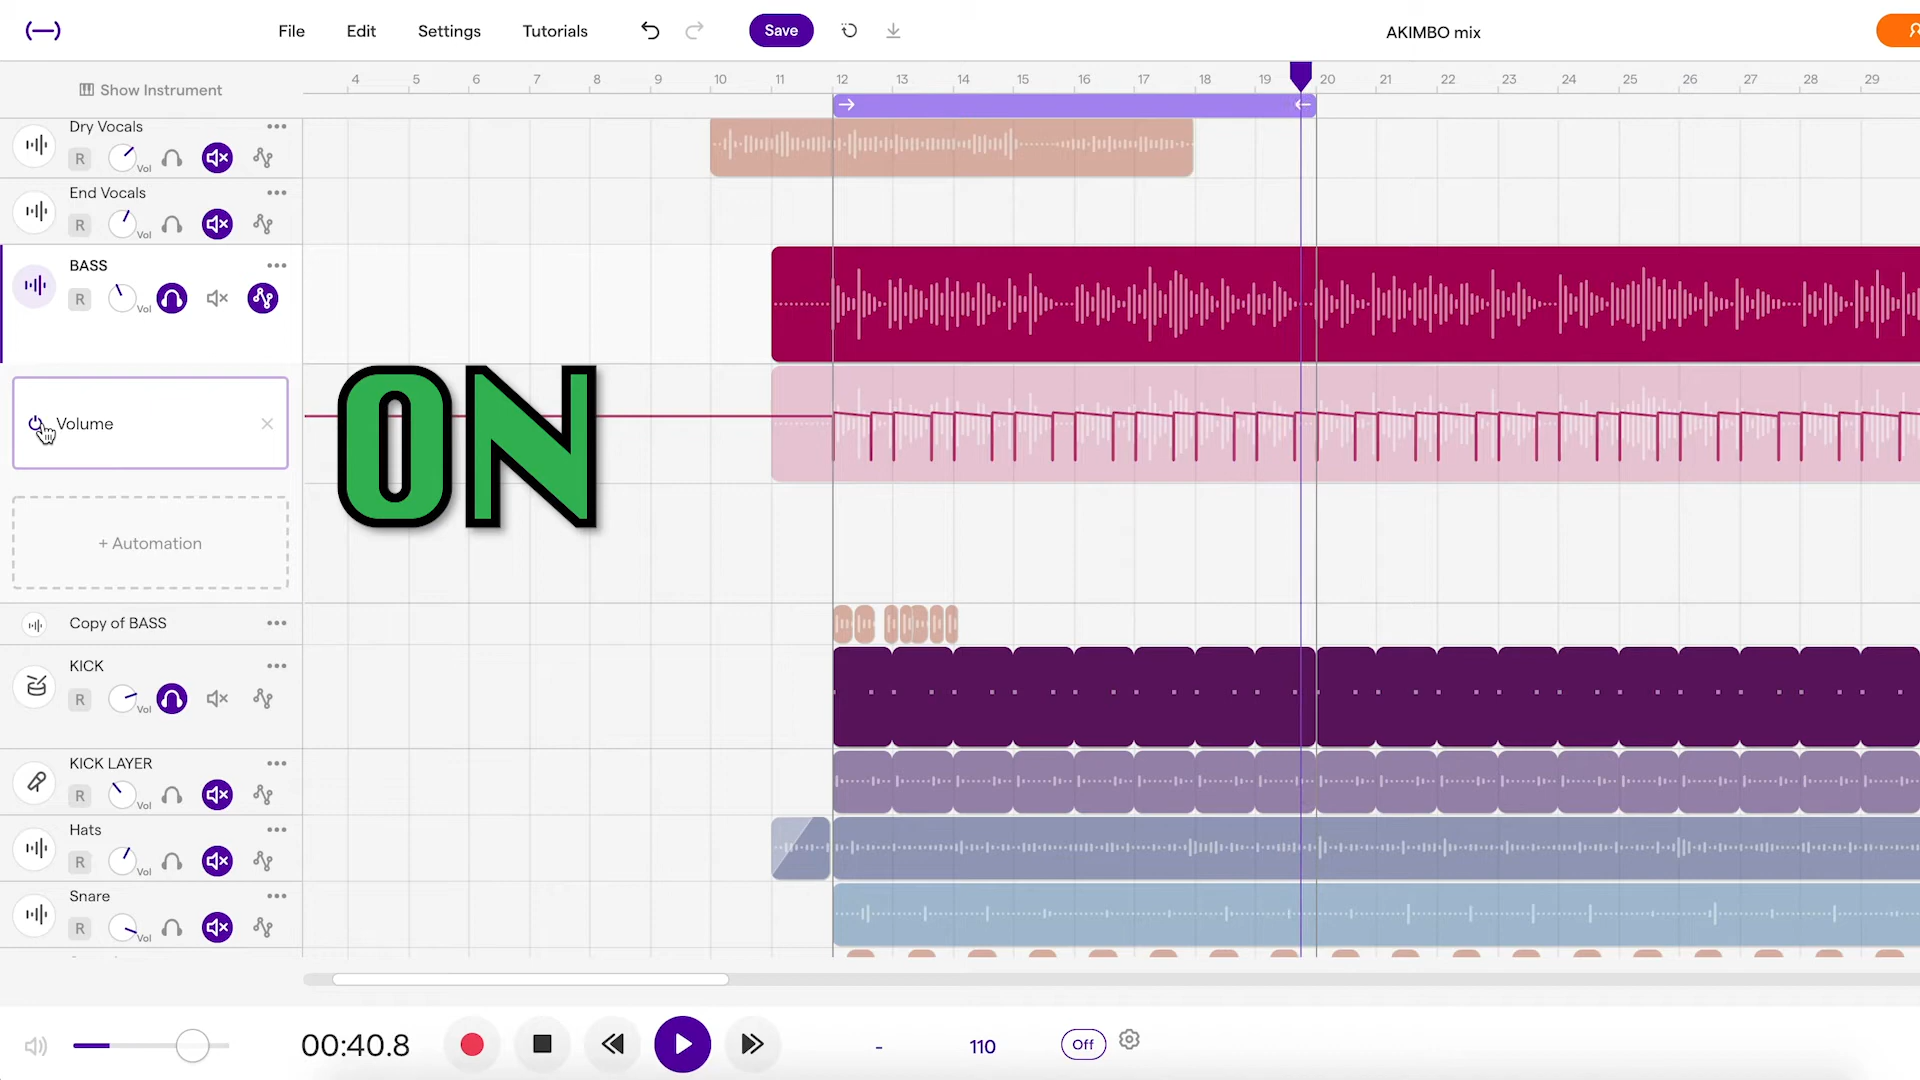 File Edit Settings Tutorials Save AKIMBO mix
Show Instrument 4 5 6 7 8 9 10 11 12 13 14 15 16 17 18 19 20 21 22 23 24 25 26 27 28 29
Dry Vocals
R Vol
End Vocals
R Vol
BASS
R Vol
Volume
ON
+ Automation
Copy of BASS
KICK
R Vol
KICK LAYER
R Vol
Hats
R Vol
Snare
R Vol
00:40.8 - 110 Off